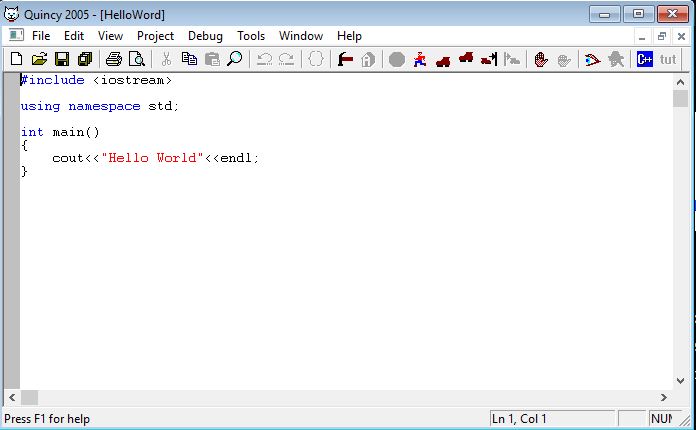 Quincy 2005 - [HelloWord]
File Edit View Project Debug Tools Window Help
C++ tut
#include <iostream>
using namespace std;
int main()
{
cout<<"Hello World"<<endl;
}
Press F1 for help Ln 1, Col 1 NUM